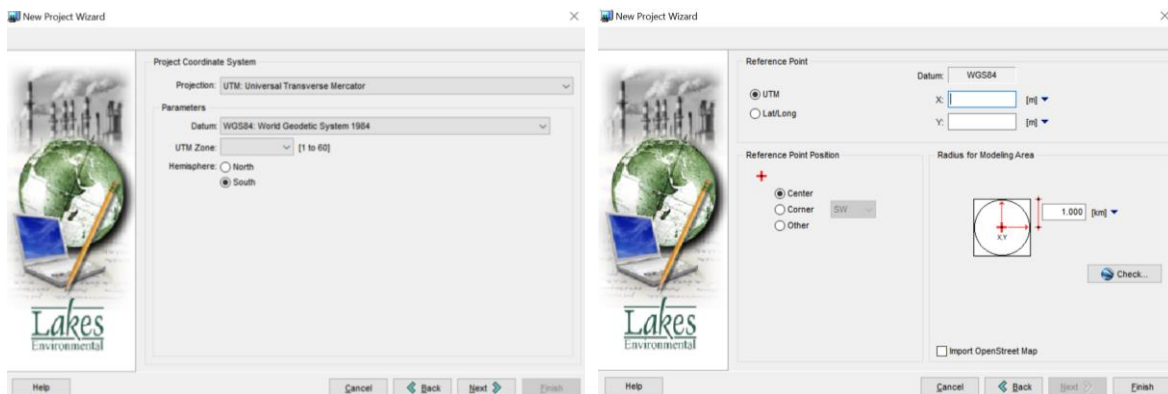 New Project Wizard
Project Coordinate System
Projection: UTM: Universal Transverse Mercator
Parameters
Datum: WGS84: World Geodetic System 1984
UTM Zone: [1 to 60]
Hemisphere: North
South
Lakes
Environmental
Help Cancel Back Next Finish
New Project Wizard
Reference Point
Datum: WGS84
UTM X: [m]
Lat/Long Y: [m]
Reference Point Position
Center
Corner SW
Other
Radius for Modeling Area
X,Y
1.000 [km]
Check...
Import OpenStreet Map
Lakes
Environmental
Help Cancel Back Next Finish